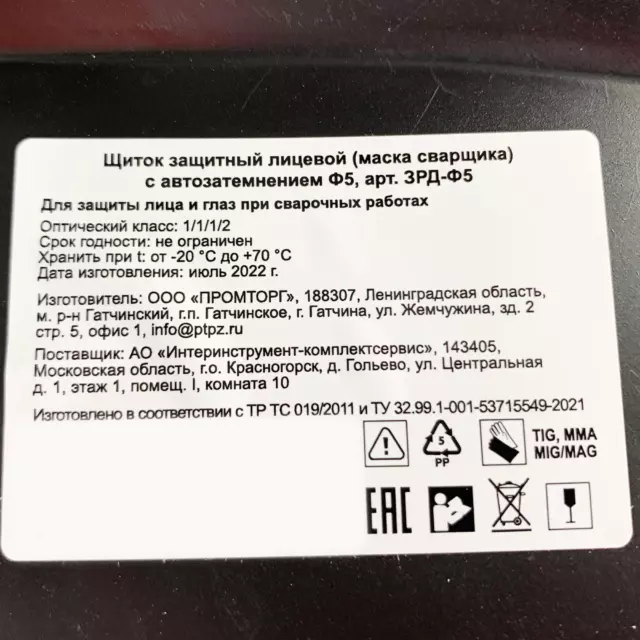 Щиток защитный лицевой (маска сварщика)
с автозатемнением Ф5, арт. ЗРД-Ф5
Для защиты лица и глаз при сварочных работах
Оптический класс: 1/1/1/2
Срок годности: не ограничен
Хранить при t: от -20 °C до +70 °C
Дата изготовления: июль 2022 г.
Изготовитель: ООО «ПРОМТОРГ», 188307, Ленинградская область,
м. р-н Гатчинский, г.п. Гатчинское, г. Гатчина, ул. Жемчужина, зд. 2
стр. 5, офис 1, info@ptpz.ru
Поставщик: АО «Интеринструмент-комплектсервис», 143405,
Московская область, г.о. Красногорск, д. Гольево, ул. Центральная
д. 1, этаж 1, помещ. I, комната 10
Изготовлено в соответствии с ТР ТС 019/2011 и ТУ 32.99.1-001-53715549-2021
5
PP
TIG, MMA
MIG/MAG
EAC